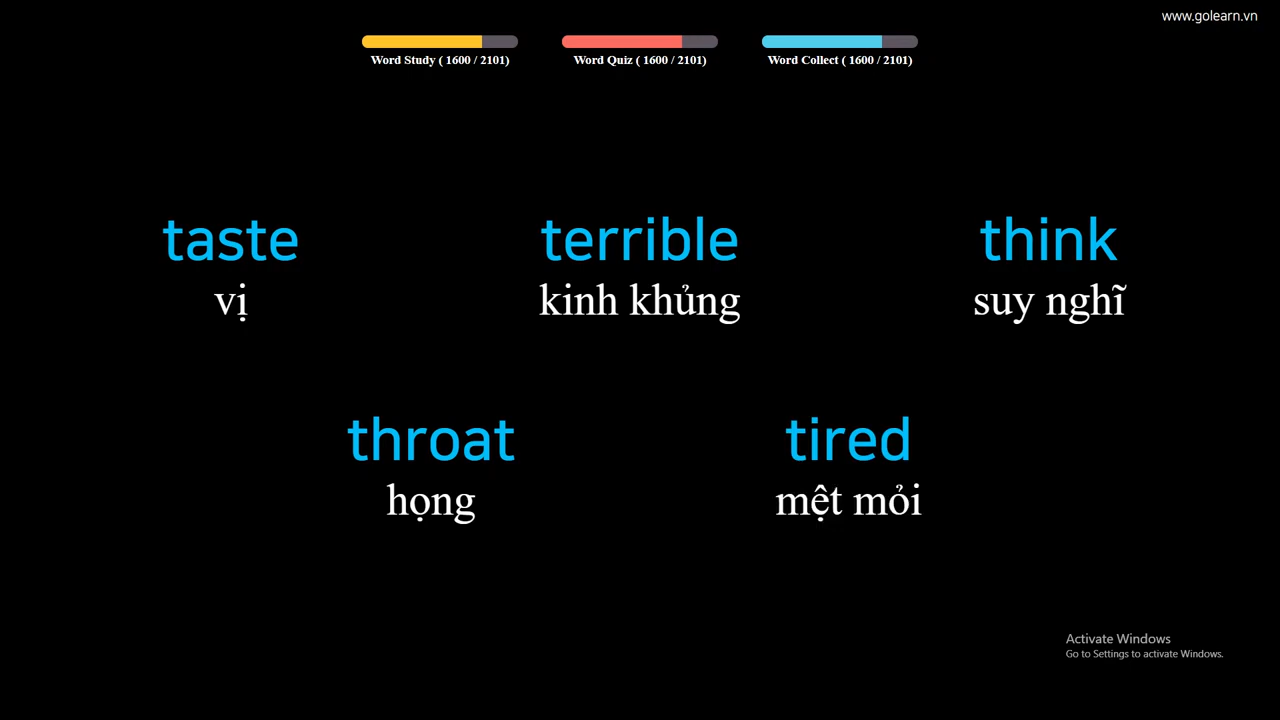 www.golearn.vn
Word Study ( 1600 / 2101)
Word Quiz ( 1600 / 2101)
Word Collect ( 1600 / 2101)
taste
vị
terrible
kinh khủng
think
suy nghĩ
throat
họng
tired
mệt mỏi
Activate Windows
Go to Settings to activate Windows.